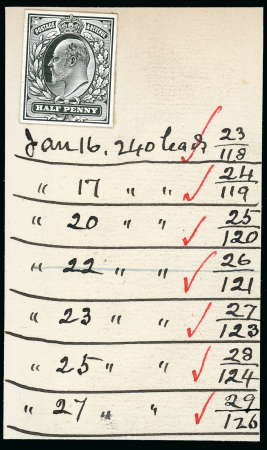 POSTAGE REVENUE
HALF PENNY
Jan 16. 240 leads 23/118
" 17 " " 24/119
" 20 " " 25/120
" 22 " " 26/121
" 23 " " 27/123
" 25 " " 28/124
" 27 " " 29/126